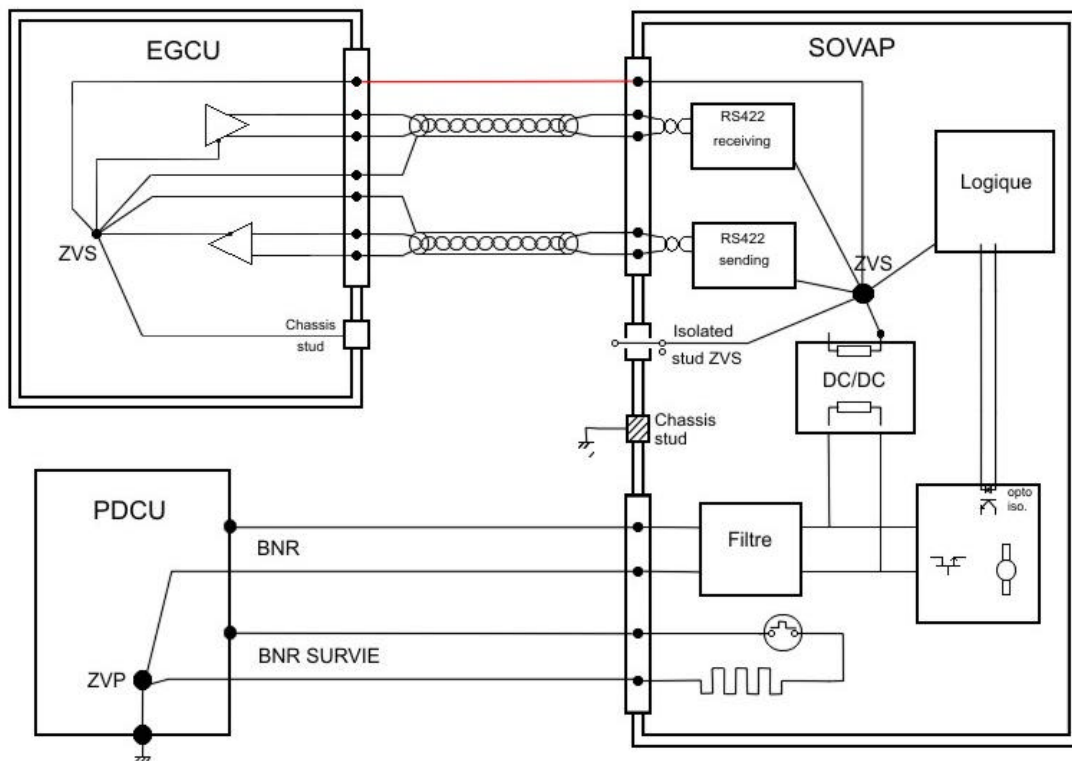 EGCU
SOVAP
RS422
receiving
Logique
RS422
sending
ZVS
ZVS
Chassis
stud
Isolated
stud ZVS
DC/DC
Chassis
stud
PDCU
opto
iso.
BNR
Filtre
BNR SURVIE
ZVP